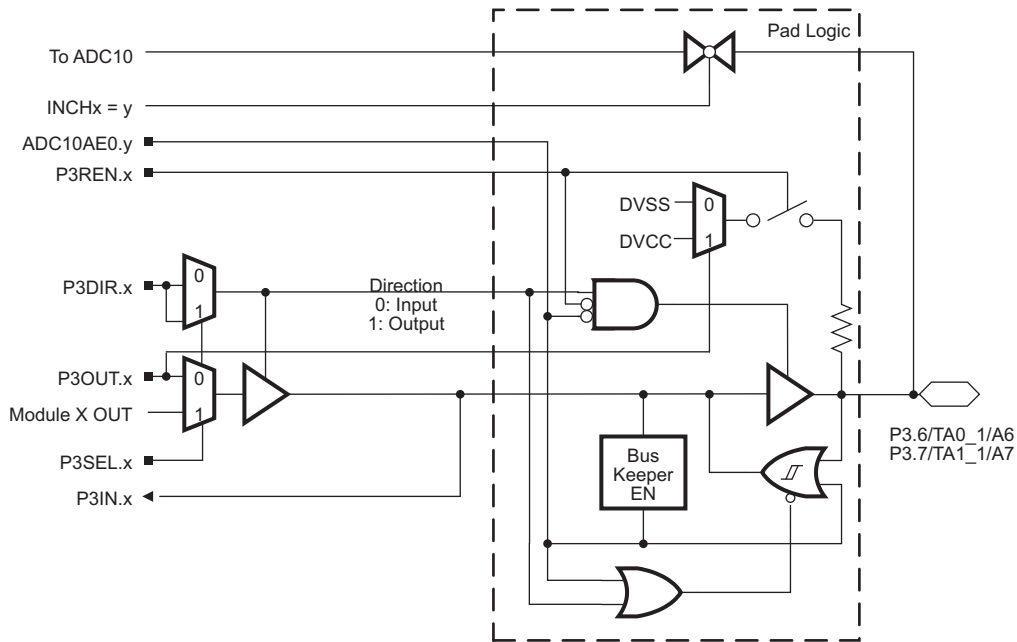 Pad Logic
To ADC10
INCHx = y
ADC10AE0.y
P3REN.x
DVSS
0
DVCC
1
P3DIR.x
0
1
Direction
0: Input
1: Output
P3OUT.x
0
Module X OUT
1
P3SEL.x
P3IN.x
Bus
Keeper
EN
P3.6/TA0_1/A6
P3.7/TA1_1/A7